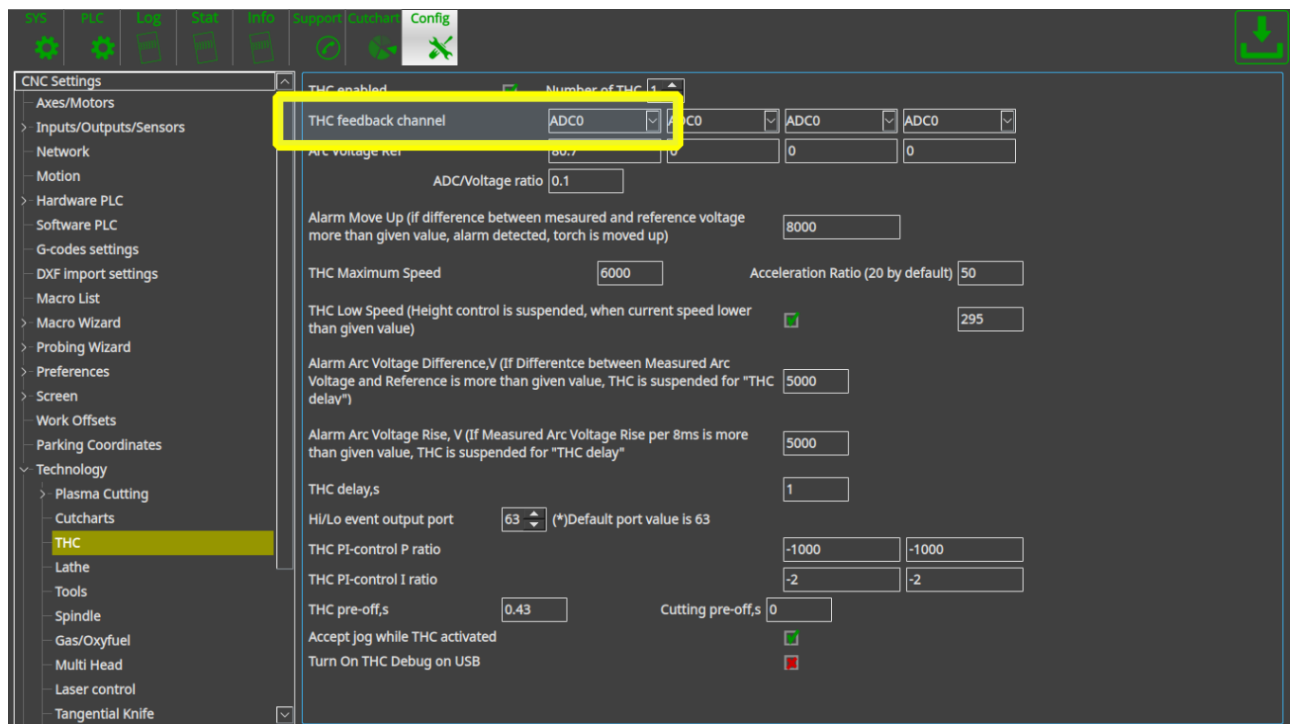 SYS PLC Log Stat Info Support Cutchart Config
CNC Settings
Axes/Motors
Inputs/Outputs/Sensors
Network
Motion
Hardware PLC
Software PLC
G-codes settings
DXF import settings
Macro List
Macro Wizard
Probing Wizard
Preferences
Screen
Work Offsets
Parking Coordinates
Technology
Plasma Cutting
Cutcharts
THC
Lathe
Tools
Spindle
Gas/Oxyfuel
Multi Head
Laser control
Tangential Knife
THC enabled Number of THC 1
THC feedback channel ADC0 ADC0 ADC0 ADC0
Arc Voltage Ref 80.7 0 0 0
ADC/Voltage ratio 0.1
Alarm Move Up (if difference between mesaured and reference voltage
more than given value, alarm detected, torch is moved up) 8000
THC Maximum Speed 6000 Acceleration Ratio (20 by default) 50
THC Low Speed (Height control is suspended, when current speed lower
than given value) 295
Alarm Arc Voltage Difference,V (If Differentce between Measured Arc
Voltage and Reference is more than given value, THC is suspended for "THC 5000
delay")
Alarm Arc Voltage Rise, V (If Measured Arc Voltage Rise per 8ms is more
than given value, THC is suspended for "THC delay" 5000
THC delay,s 1
Hi/Lo event output port 63 (*)Default port value is 63
THC PI-control P ratio -1000 -1000
THC PI-control I ratio -2 -2
THC pre-off,s 0.43 Cutting pre-off,s 0
Accept jog while THC activated
Turn On THC Debug on USB